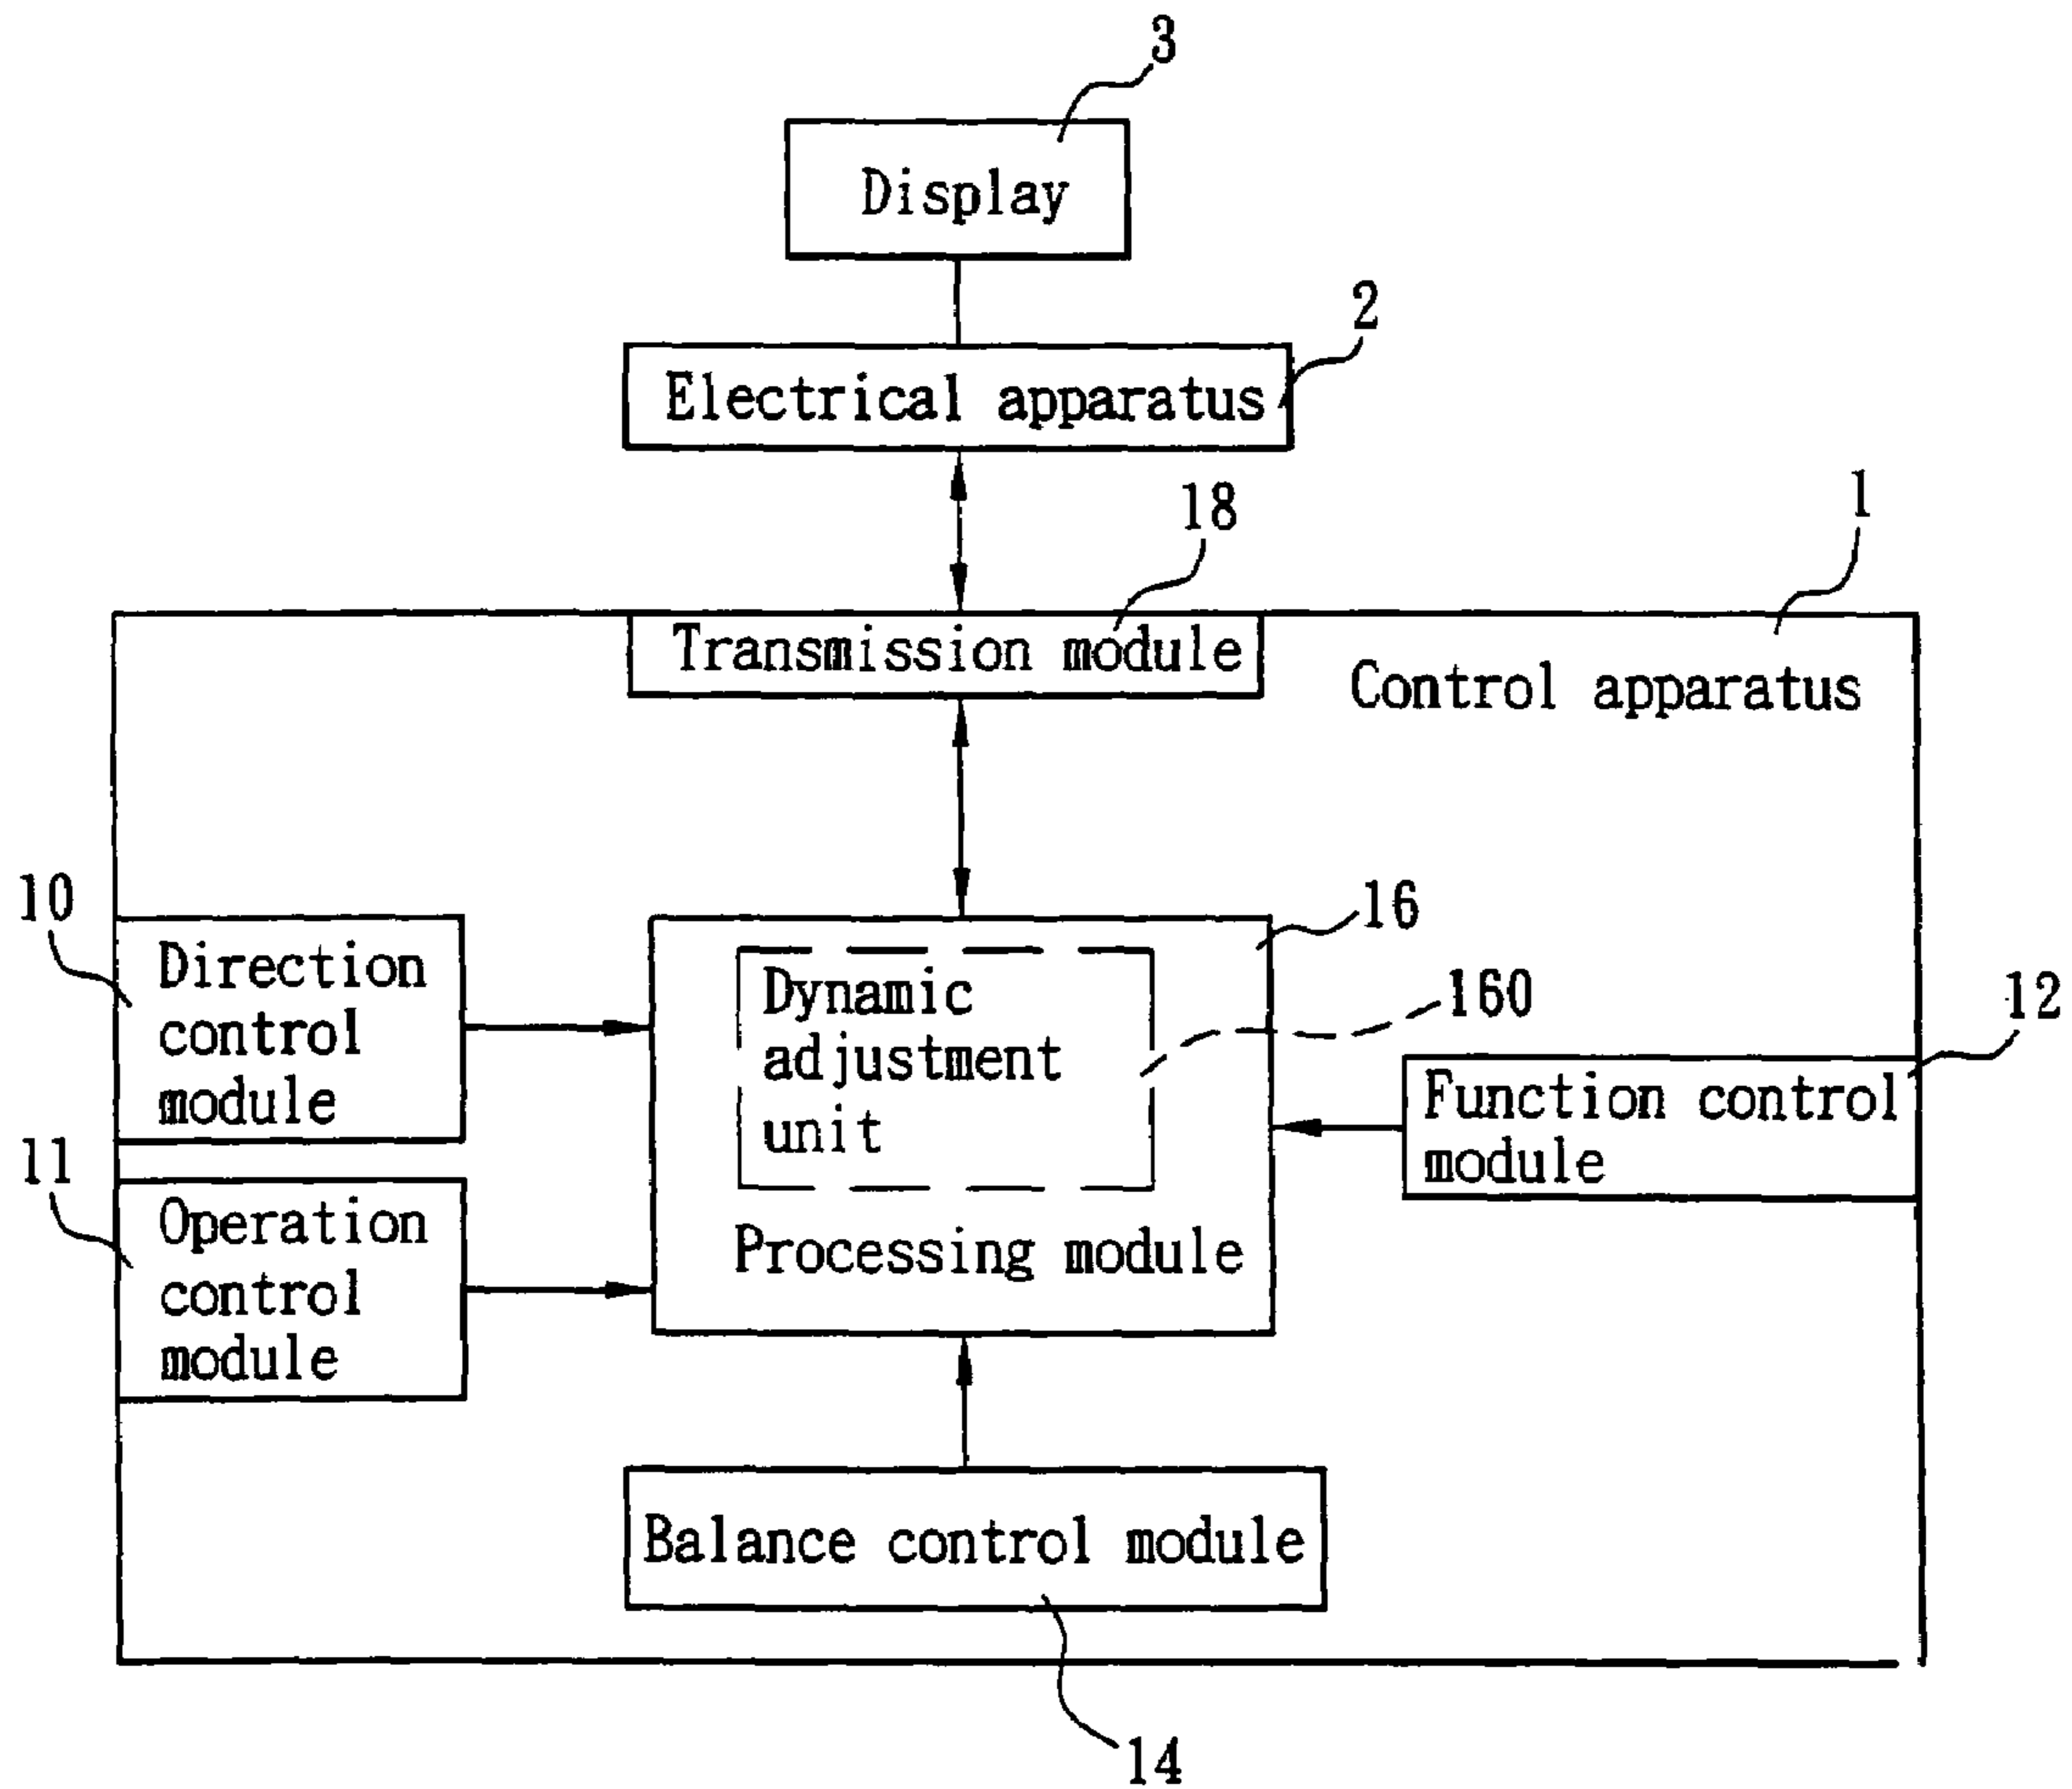 3
Display
2
Electrical apparatus
18
1
Transmission module
Control apparatus
10
16
Direction
control
module
Dynamic
adjustment
unit
160
12
Function control
module
11
Operation
control
module
Processing module
Balance control module
14